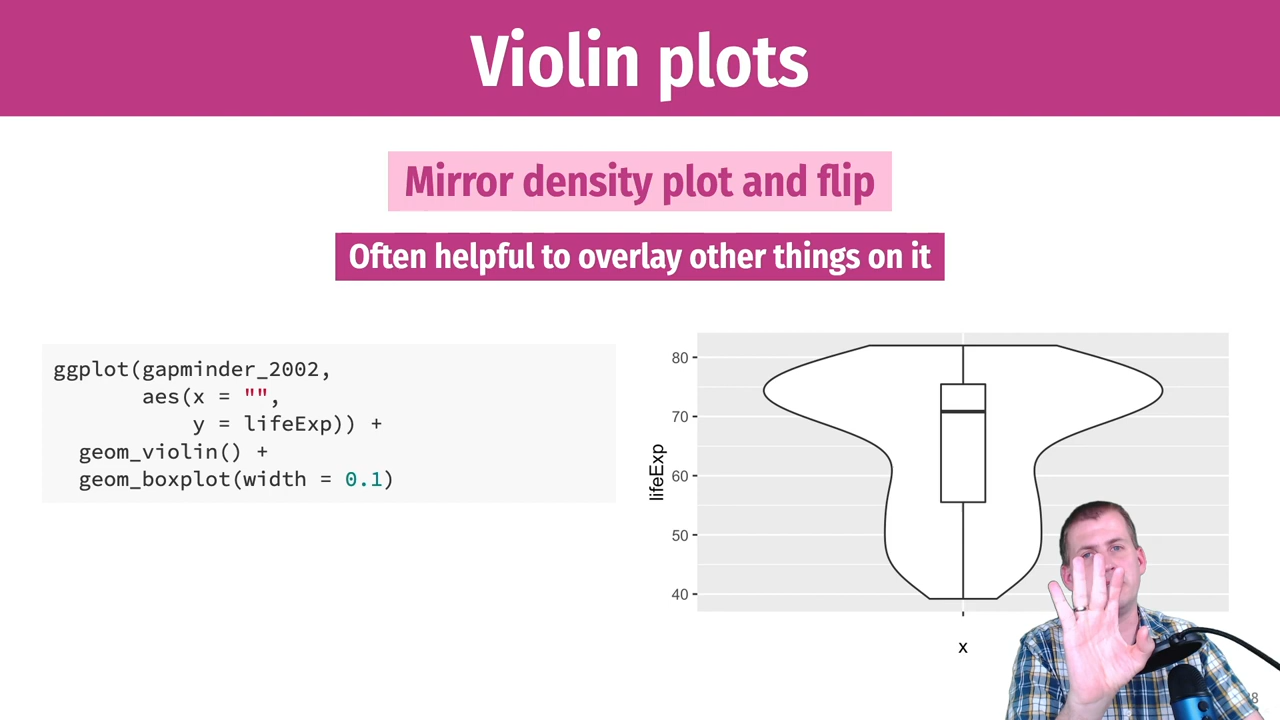 Violin plots
Mirror density plot and flip
Often helpful to overlay other things on it
ggplot(gapminder_2002,
aes(x = "",
y = lifeExp)) +
geom_violin() +
geom_boxplot(width = 0.1)
80
70
60
50
40
lifeExp
x